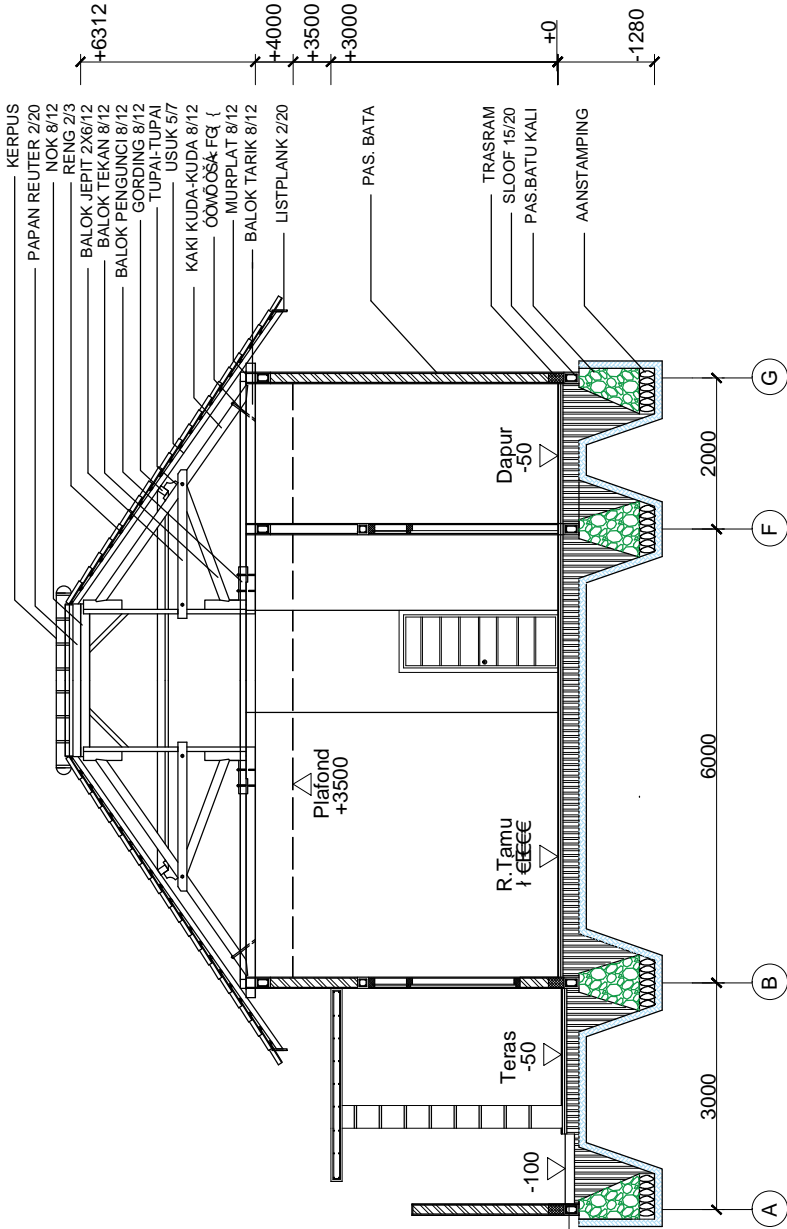 KERPUS
PAPAN REUTER 2/20
NOK 8/12
RENG 2/3
BALOK JEPIT 2X6/12
BALOK TEKAN 8/12
BALOK PENGUNCI 8/12
GORDING 8/12
TUPAI-TUPAI
USUK 5/7
KAKI KUDA-KUDA 8/12
MURPLAT 8/12
BALOK TARIK 8/12
LISTPLANK 2/20
PAS. BATA
TRASRAM
SLOOF 15/20
PAS.BATU KALI
AANSTAMPING
+6312
+4000
+3500
+3000
+0
-1280
Plafond
+3500
-100
Teras
-50
R.Tamu
Dapur
-50
3000
6000
2000
A
B
F
G